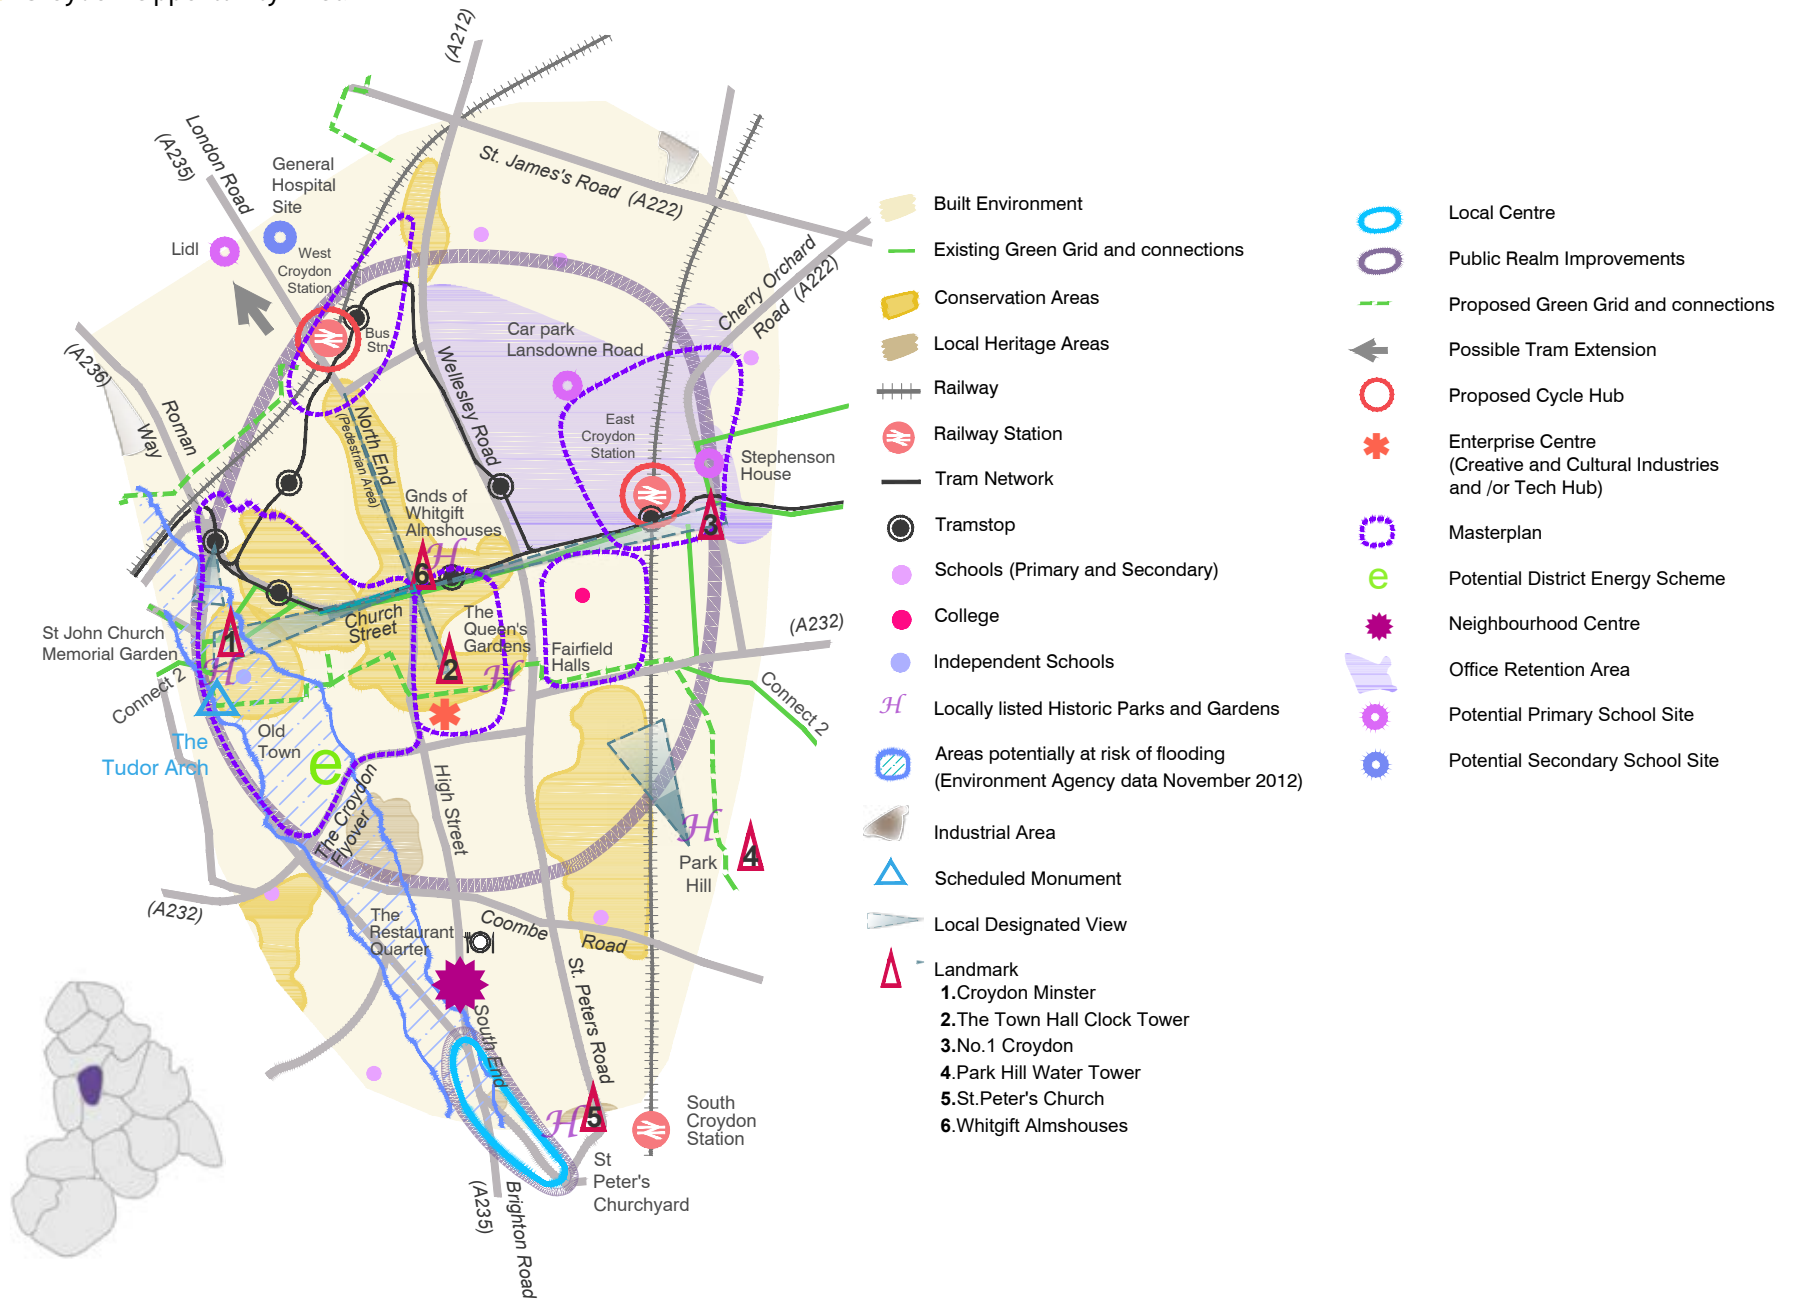 (A212)
London Road
(A235)
General
Hospital
Site
St. James's Road (A222)
Lidl
West
Croydon
Station
Cherry Orchard
Road (A222)
Bus
Stn
Car park
Lansdowne Road
(A236)
Roman
Way
Wellesley Road
North End
(Pedestrian Area)
East
Croydon
Station
Stephenson
House
Gnds of
Whitgift
Almshouses
H
3
6
Church
Street
The
Queen's
Gardens
Fairfield
Halls
(A232)
St John Church
Memorial Garden
1
H
2
H
Connect 2
Connect 2
The
Tudor Arch
Old
Town
e
The Croydon
Flyover
High Street
H
4
Park
Hill
(A232)
The
Restaurant
Quarter
Coombe
Road
St. Peters Road
South End
H
5
South
Croydon
Station
St
Peter's
Churchyard
(A235)
Brighton Road
Built Environment
Existing Green Grid and connections
Conservation Areas
Local Heritage Areas
Railway
Railway Station
Tram Network
Tramstop
Schools (Primary and Secondary)
College
Independent Schools
H Locally listed Historic Parks and Gardens
Areas potentially at risk of flooding
(Environment Agency data November 2012)
Industrial Area
Scheduled Monument
Local Designated View
Landmark
1.Croydon Minster
2.The Town Hall Clock Tower
3.No.1 Croydon
4.Park Hill Water Tower
5.St.Peter's Church
6.Whitgift Almshouses
Local Centre
Public Realm Improvements
Proposed Green Grid and connections
Possible Tram Extension
Proposed Cycle Hub
Enterprise Centre
(Creative and Cultural Industries
and /or Tech Hub)
Masterplan
e Potential District Energy Scheme
Neighbourhood Centre
Office Retention Area
Potential Primary School Site
Potential Secondary School Site